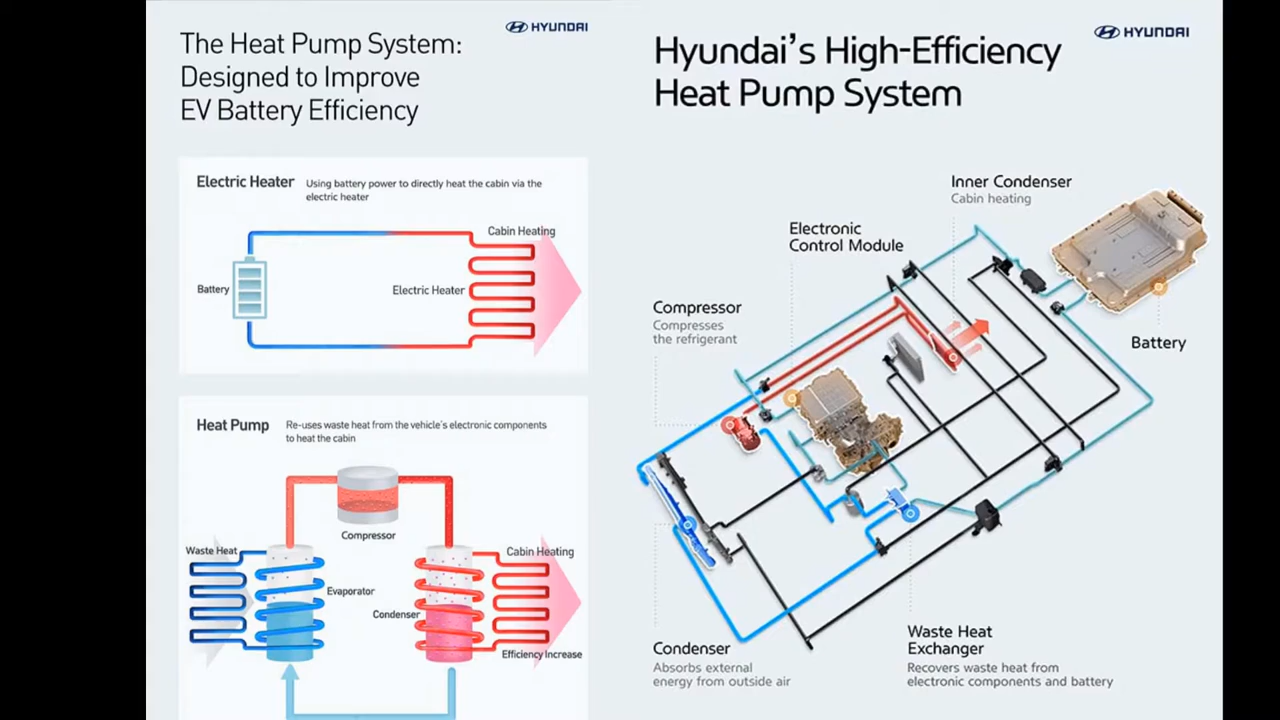 HYUNDAI
The Heat Pump System:
Designed to Improve
EV Battery Efficiency
Electric Heater
Using battery power to directly heat the cabin via the
electric heater
Cabin Heating
Battery
Electric Heater
Heat Pump
Re-uses waste heat from the vehicle's electronic components
to heat the cabin
Compressor
Waste Heat
Cabin Heating
Evaporator
Condenser
Efficiency Increase
HYUNDAI
Hyundai's High-Efficiency
Heat Pump System
Inner Condenser
Cabin heating
Electronic
Control Module
Compressor
Compresses
the refrigerant
Battery
Condenser
Absorbs external
energy from outside air
Waste Heat
Exchanger
Recovers waste heat from
electronic components and battery